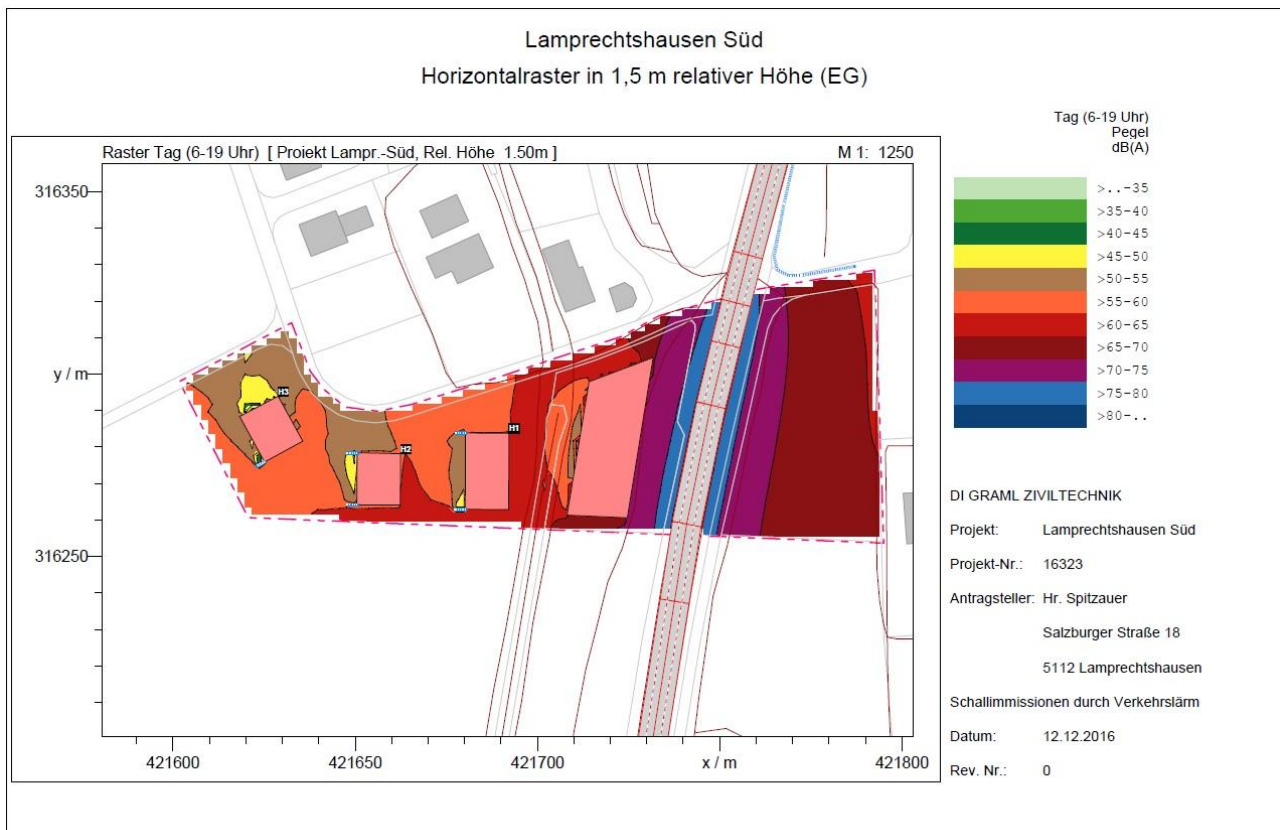 Lamprechtshausen Süd
Horizontalraster in 1,5 m relativer Höhe (EG)
Raster Tag (6-19 Uhr) [ Projekt Lampr.-Süd, Rel. Höhe 1.50m ]
M 1: 1250
316350
y / m
316250
421600
421650
421700
x / m
421800
H3
H2
H1
Tag (6-19 Uhr)
Pegel
dB(A)
>..-35
>35-40
>40-45
>45-50
>50-55
>55-60
>60-65
>65-70
>70-75
>75-80
>80-..
DI GRAML ZIVILTECHNIK
Projekt: Lamprechtshausen Süd
Projekt-Nr.: 16323
Antragsteller: Hr. Spitzauer
Salzburger Straße 18
5112 Lamprechtshausen
Schallimmissionen durch Verkehrslärm
Datum: 12.12.2016
Rev. Nr.: 0